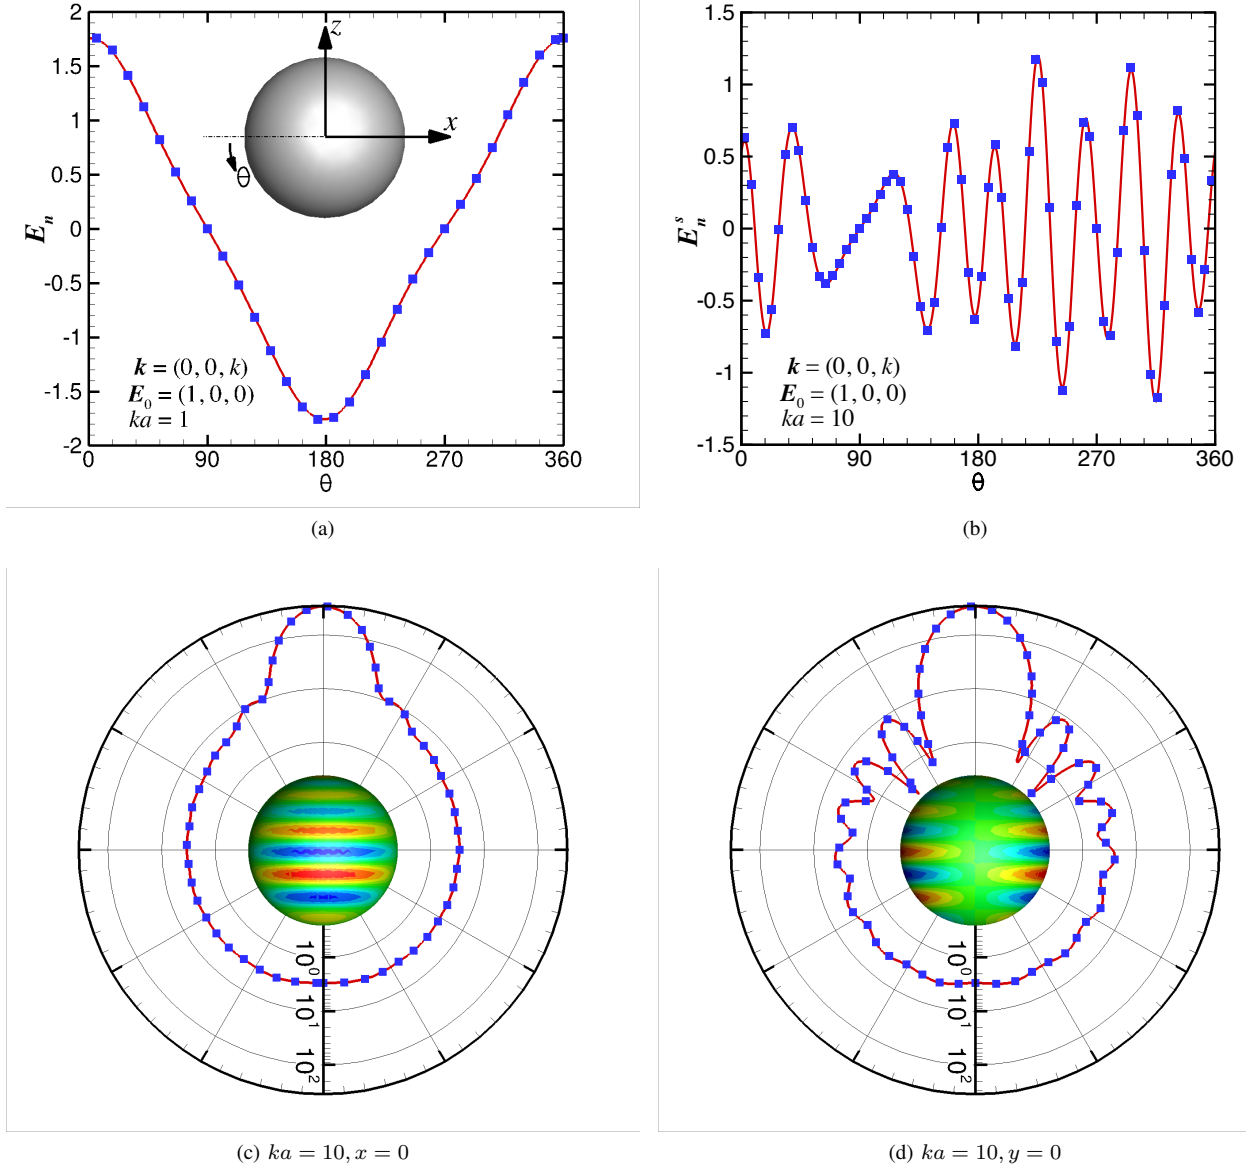 2
1.5
1
0.5
0
-0.5
-1
-1.5
-2
E_n
z
x
θ
k = (0, 0, k)
E_0 = (1, 0, 0)
ka = 1
0 90 180 270 360
θ
(a)
1.5
1
0.5
0
-0.5
-1
-1.5
E_n^s
k = (0, 0, k)
E_0 = (1, 0, 0)
ka = 10
0 90 180 270 360
θ
(b)
10^0
10^1
10^2
(c) ka = 10, x = 0
10^0
10^1
10^2
(d) ka = 10, y = 0